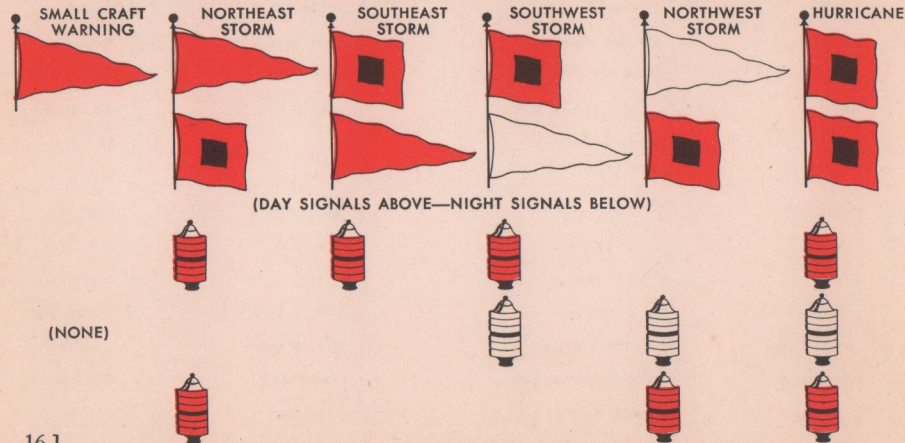 SMALL CRAFT
WARNING
NORTHEAST
STORM
SOUTHEAST
STORM
SOUTHWEST
STORM
NORTHWEST
STORM
HURRICANE
(DAY SIGNALS ABOVE—NIGHT SIGNALS BELOW)
(NONE)